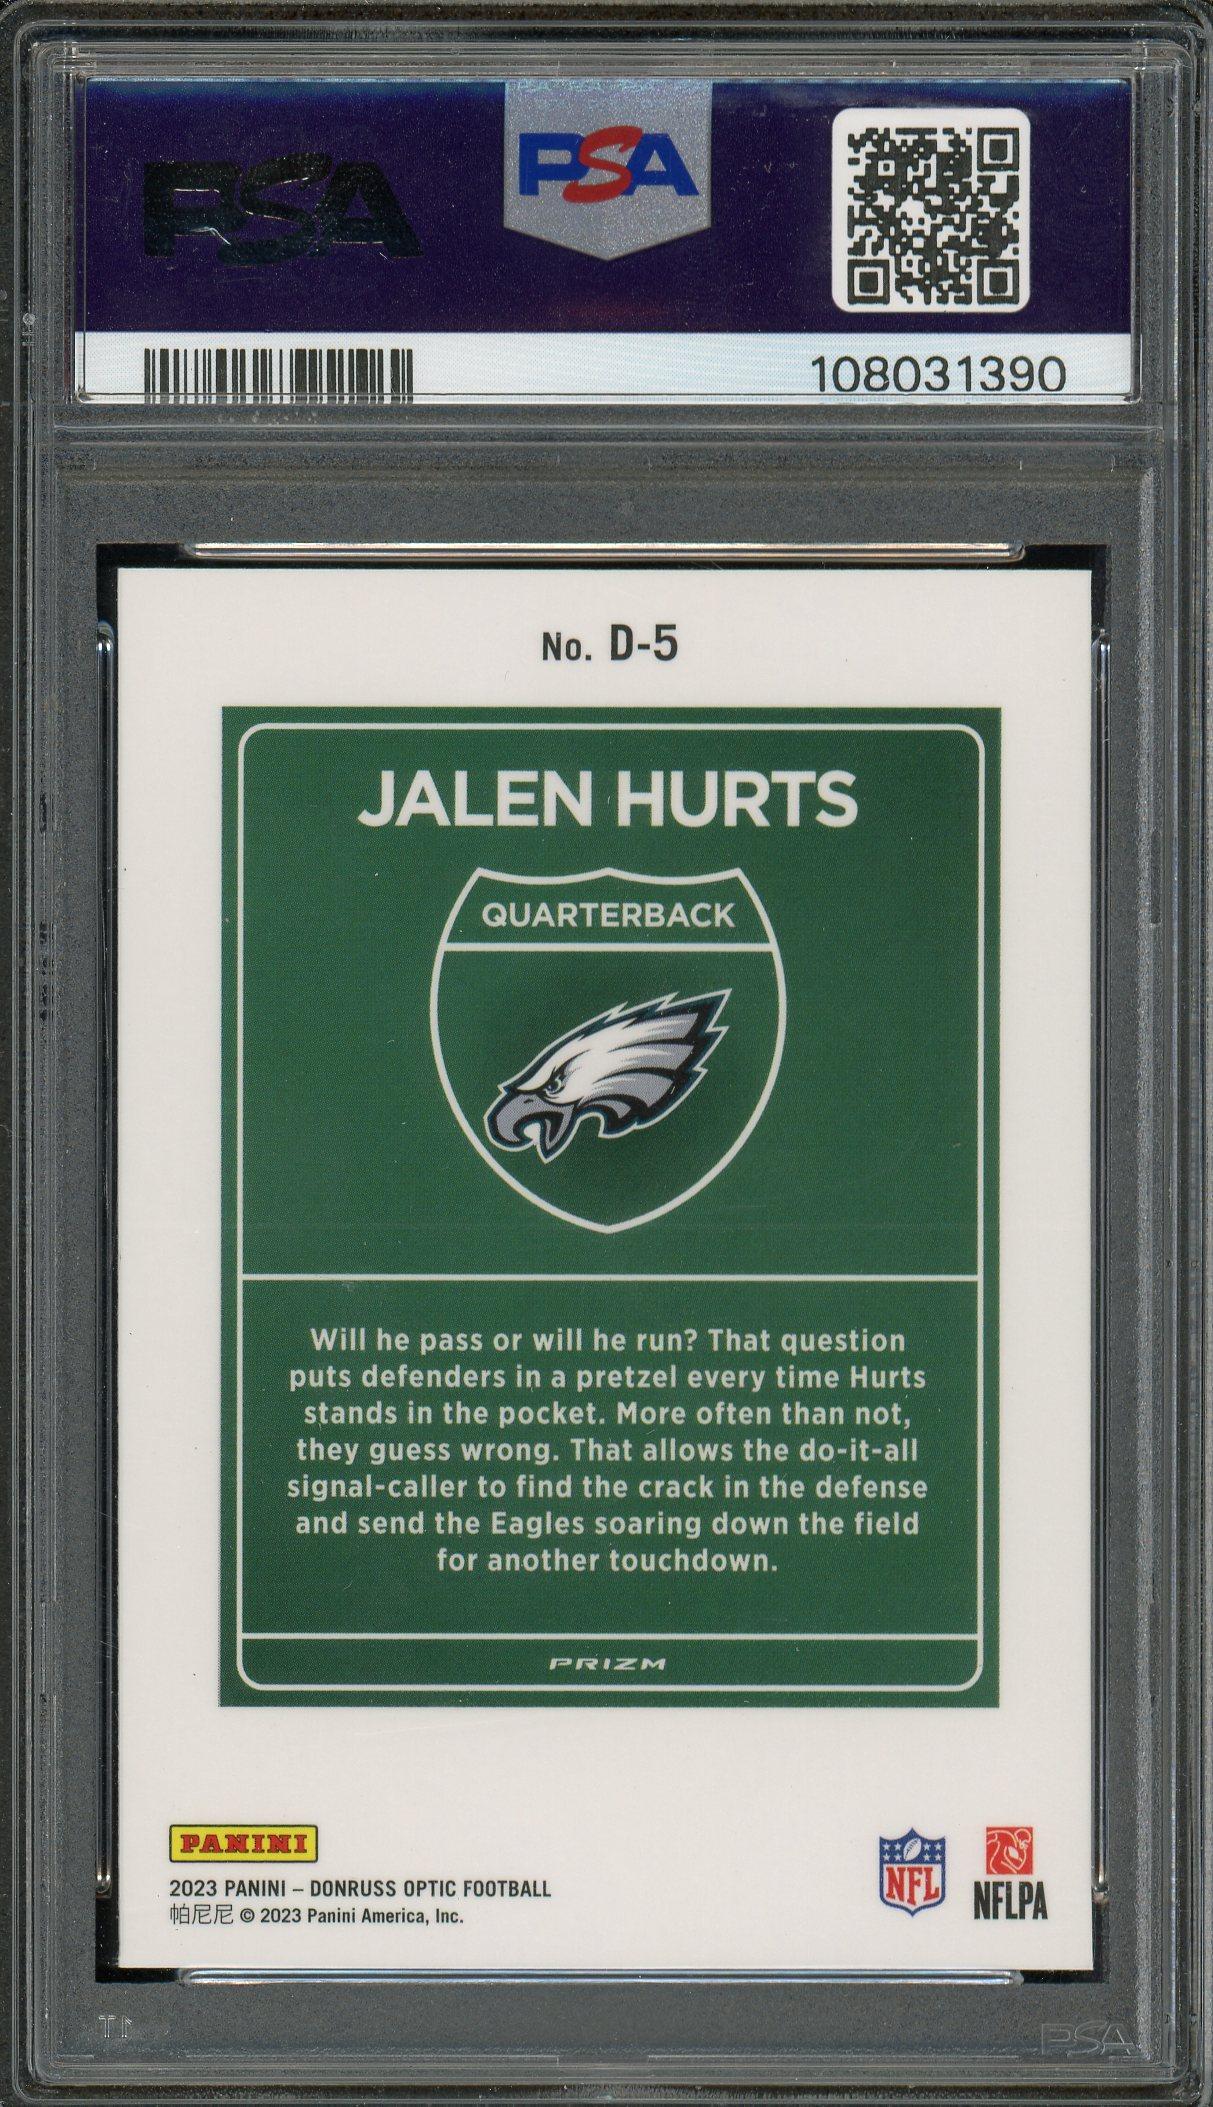 PSA
PSA
108031390
No. D-5
JALEN HURTS
QUARTERBACK
Will he pass or will he run? That question
puts defenders in a pretzel every time Hurts
stands in the pocket. More often than not,
they guess wrong. That allows the do-it-all
signal-caller to find the crack in the defense
and send the Eagles soaring down the field
for another touchdown.
PRIZM
PANINI
2023 PANINI – DONRUSS OPTIC FOOTBALL
帕尼尼 © 2023 Panini America, Inc.
NFL
NFLPA
PSA